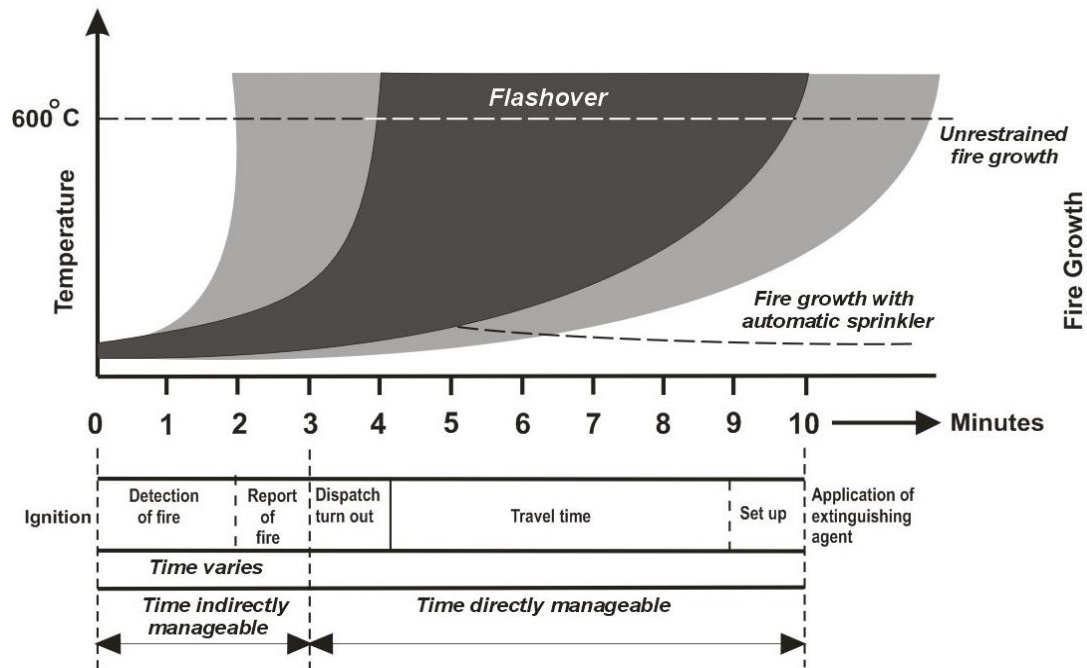 Flashover
600°C
Unrestrained
fire growth
Temperature
Fire Growth
Fire growth with
automatic sprinkler
0 1 2 3 4 5 6 7 8 9 10 Minutes
Ignition
Detection
of fire
Report
of
fire
Dispatch
turn out
Travel time
Set up
Application of
extinguishing
agent
Time varies
Time indirectly
manageable
Time directly manageable